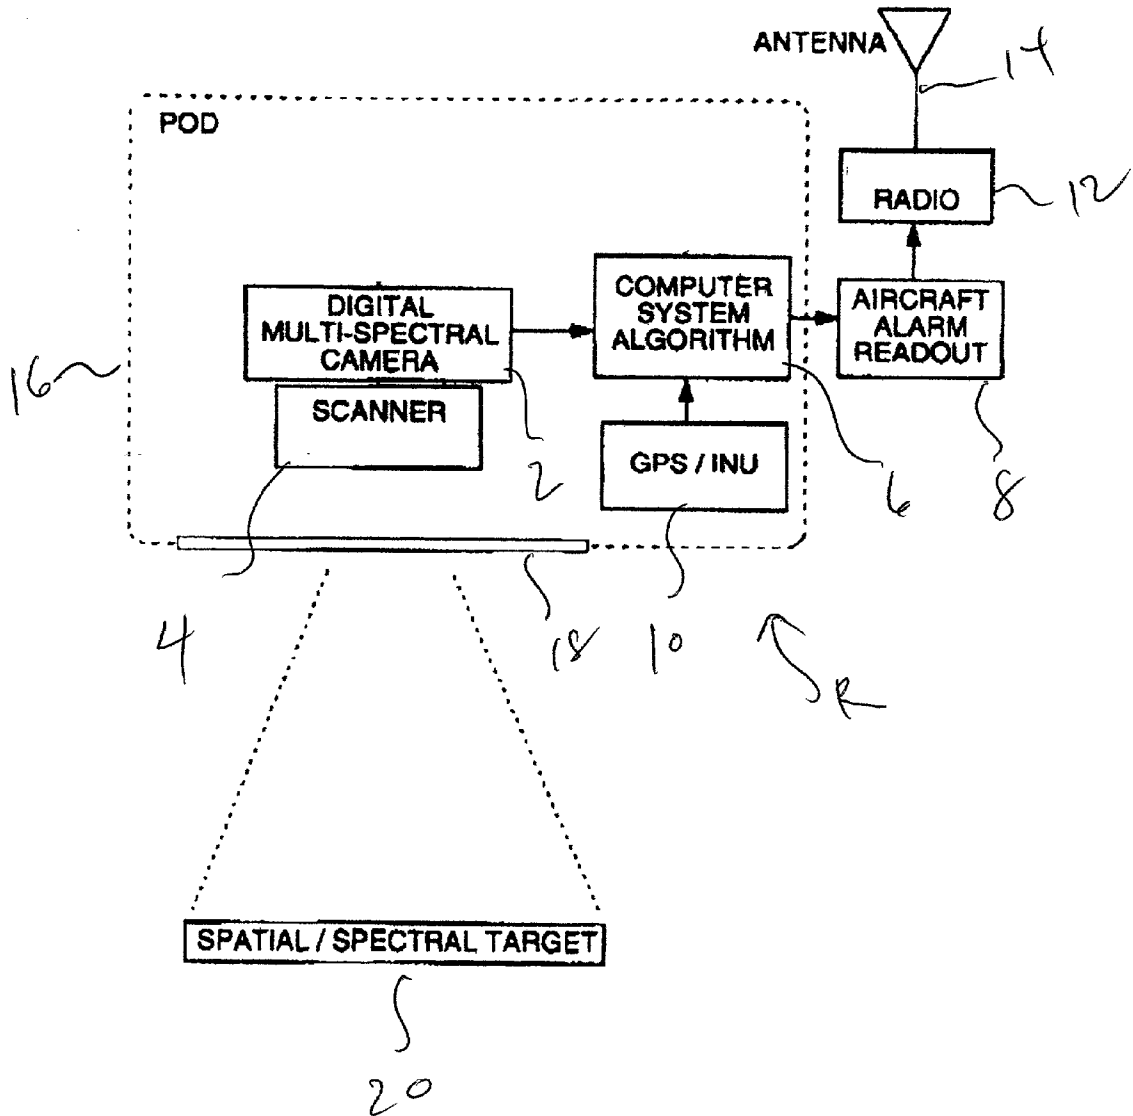 ANTENNA
14
POD
RADIO
12
DIGITAL
MULTI-SPECTRAL
CAMERA
COMPUTER
SYSTEM
ALGORITHM
AIRCRAFT
ALARM
READOUT
16
SCANNER
GPS / INU
2
6
8
4
18
10
R
SPATIAL / SPECTRAL TARGET
20